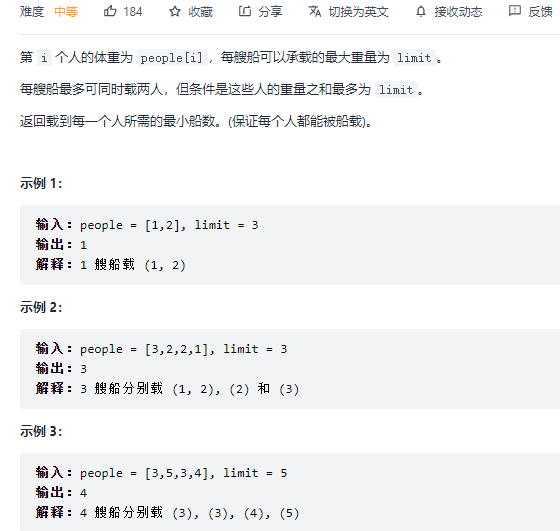 难度 中等 184 收藏 分享 切换为英文 接收动态 反馈
第 i 个人的体重为 people[i]，每艘船可以承载的最大重量为 limit。
每艘船最多可同时载两人，但条件是这些人的重量之和最多为 limit。
返回载到每一个人所需的最小船数。(保证每个人都能被船载)。
示例 1：
输入：people = [1,2], limit = 3
输出：1
解释：1 艘船载 (1, 2)
示例 2：
输入：people = [3,2,2,1], limit = 3
输出：3
解释：3 艘船分别载 (1, 2), (2) 和 (3)
示例 3：
输入：people = [3,5,3,4], limit = 5
输出：4
解释：4 艘船分别载 (3), (3), (4), (5)